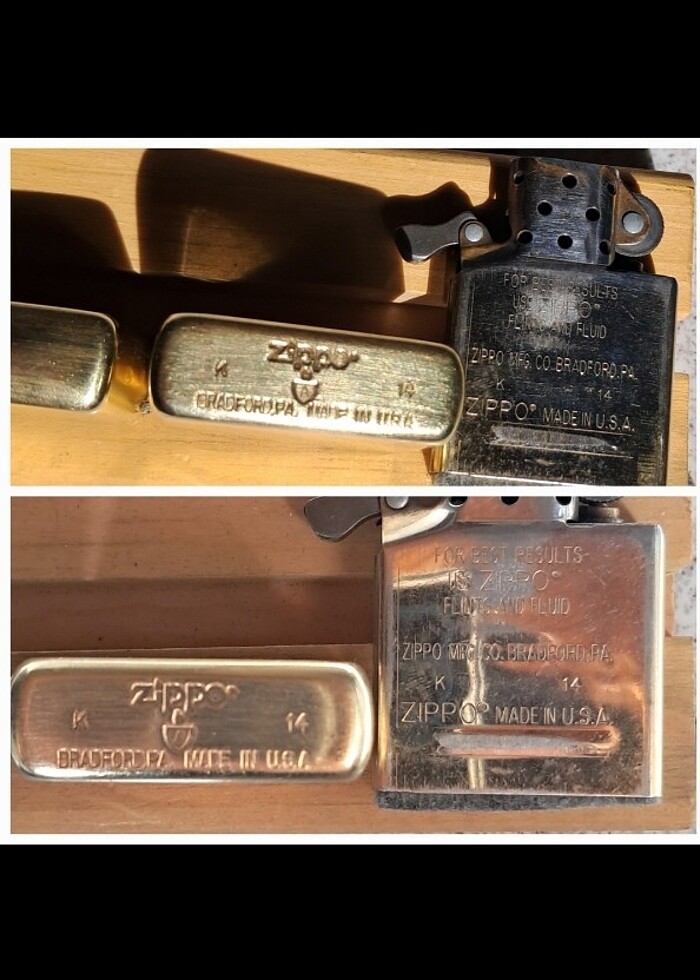 Zippo®
K 14
BRADFORD.PA. MADE IN U.S.A
FOR BEST RESULTS
USE ZIPPO®
FLINTS AND FLUID
ZIPPO MFG. CO. BRADFORD, PA.
K 14
ZIPPO® MADE IN U.S.A.
Zippo®
K 14
BRADFORD.PA. MADE IN U.S.A
FOR BEST RESULTS
USE ZIPPO®
FLINTS AND FLUID
ZIPPO MFG. CO. BRADFORD, PA.
K 14
ZIPPO® MADE IN U.S.A.